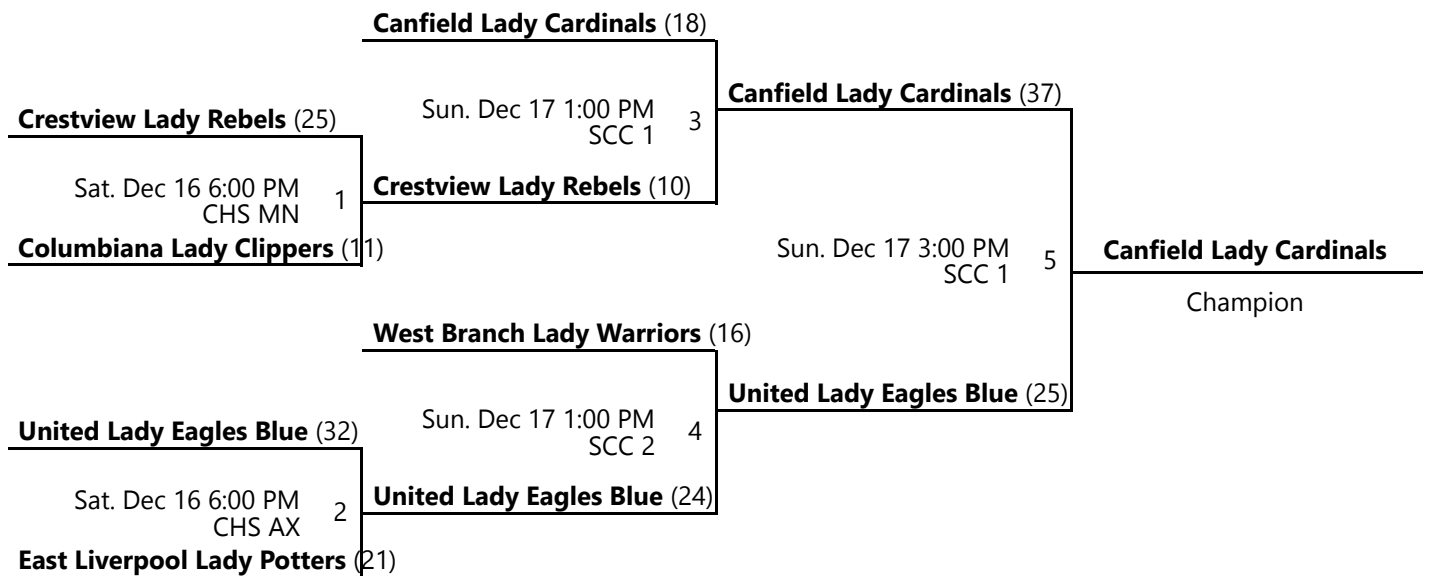 Canfield Lady Cardinals (18)
Canfield Lady Cardinals (37)
Sun. Dec 17 1:00 PM
SCC 1
3
Crestview Lady Rebels (25)
Sat. Dec 16 6:00 PM
CHS MN
1
Crestview Lady Rebels (10)
Columbiana Lady Clippers (11)
Sun. Dec 17 3:00 PM
SCC 1
5
Canfield Lady Cardinals
Champion
West Branch Lady Warriors (16)
United Lady Eagles Blue (25)
Sun. Dec 17 1:00 PM
SCC 2
4
United Lady Eagles Blue (32)
Sat. Dec 16 6:00 PM
CHS AX
2
United Lady Eagles Blue (24)
East Liverpool Lady Potters (21)